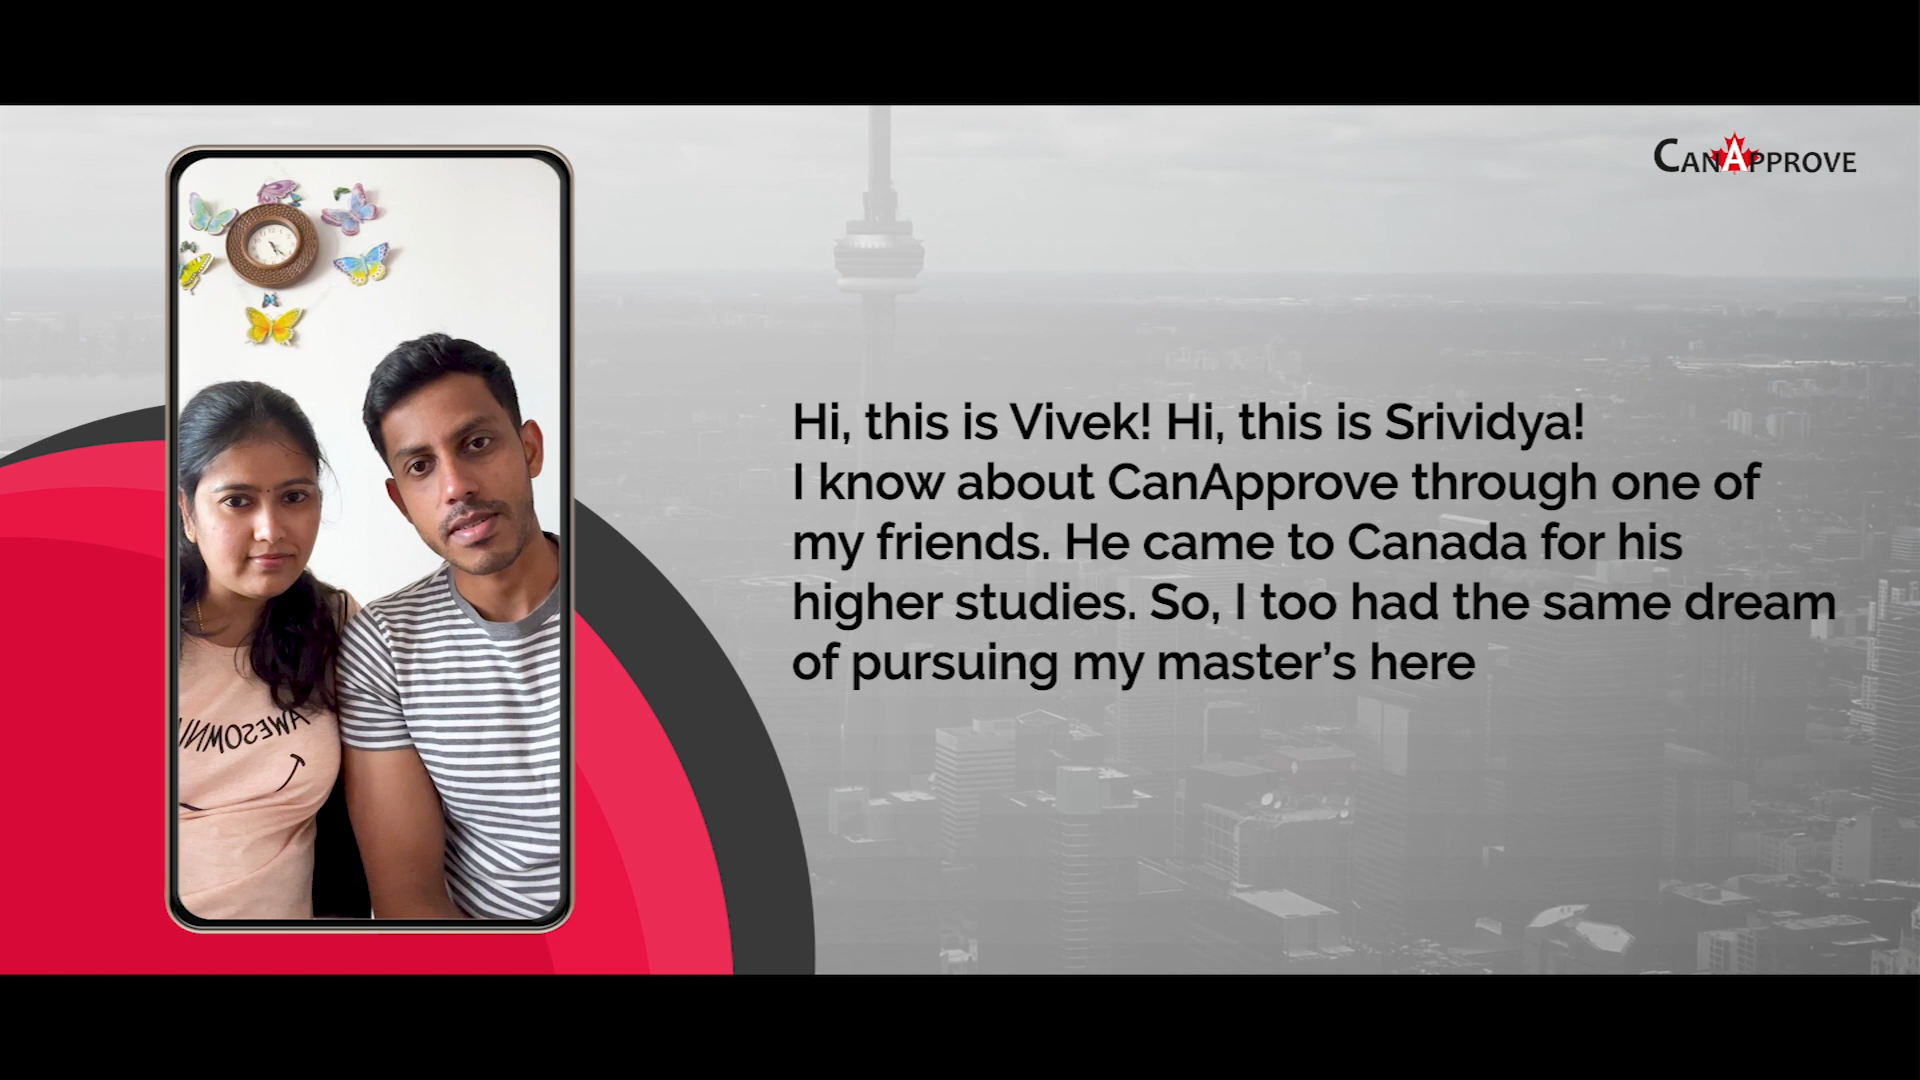 CANAPPROVE
Hi, this is Vivek! Hi, this is Srividya!
I know about CanApprove through one of
my friends. He came to Canada for his
higher studies. So, I too had the same dream
of pursuing my master’s here